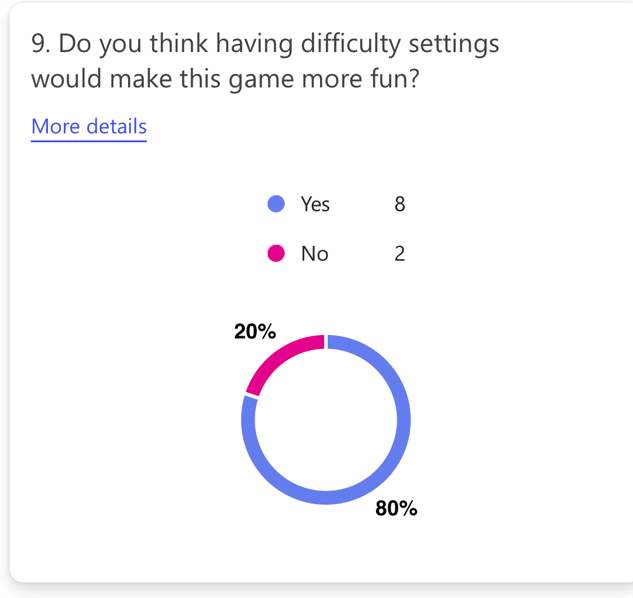 9. Do you think having difficulty settings
would make this game more fun?
More details
Yes 8
No 2
20%
80%